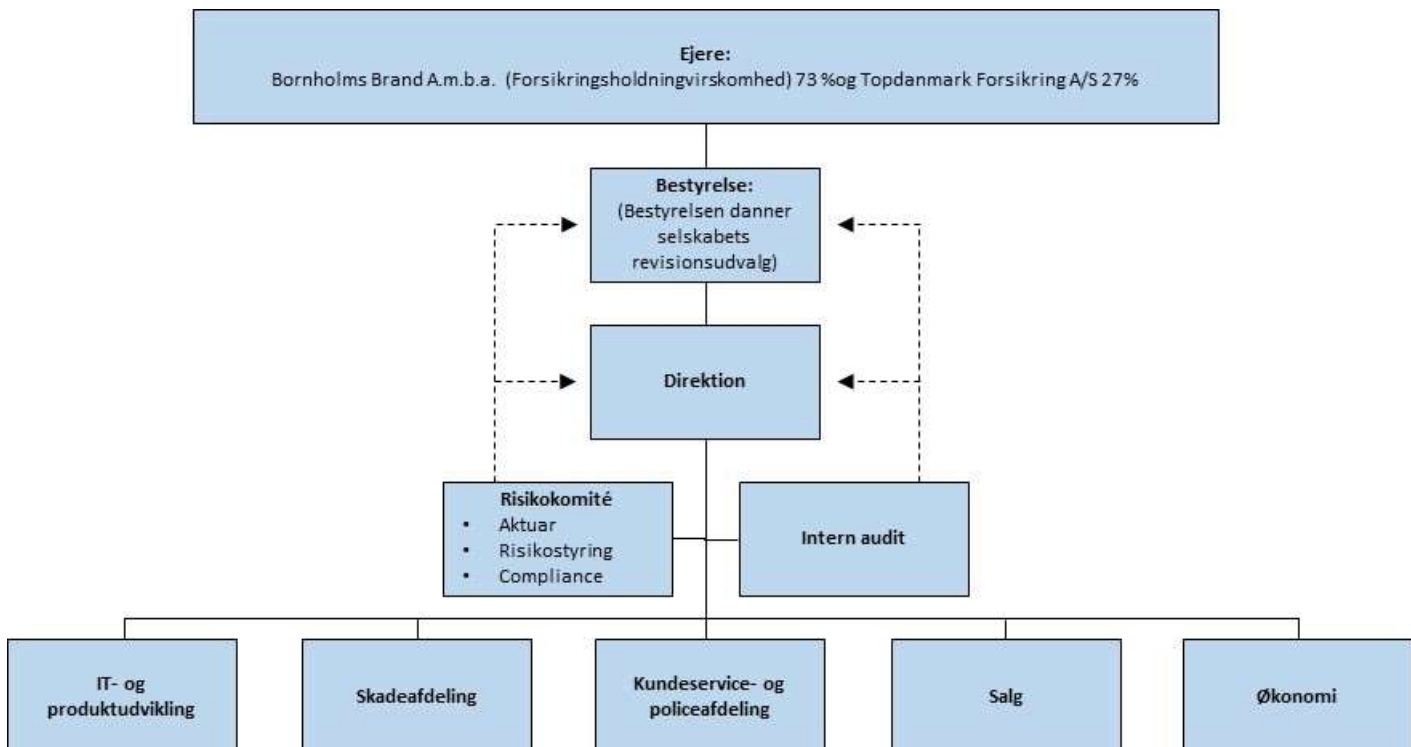 Ejere:
Bornholms Brand A.m.b.a. (Forsikringsholdningvirskomhed) 73 %og Topdanmark Forsikring A/S 27%
Bestyrelse:
(Bestyrelsen danner
selskabets
revisionsudvalg)
Direktion
Risikokomité
• Aktuar
• Risikostyring
• Compliance
Intern audit
IT- og
produktudvikling
Skadeafdeling
Kundeservice- og
policeafdeling
Salg
Økonomi